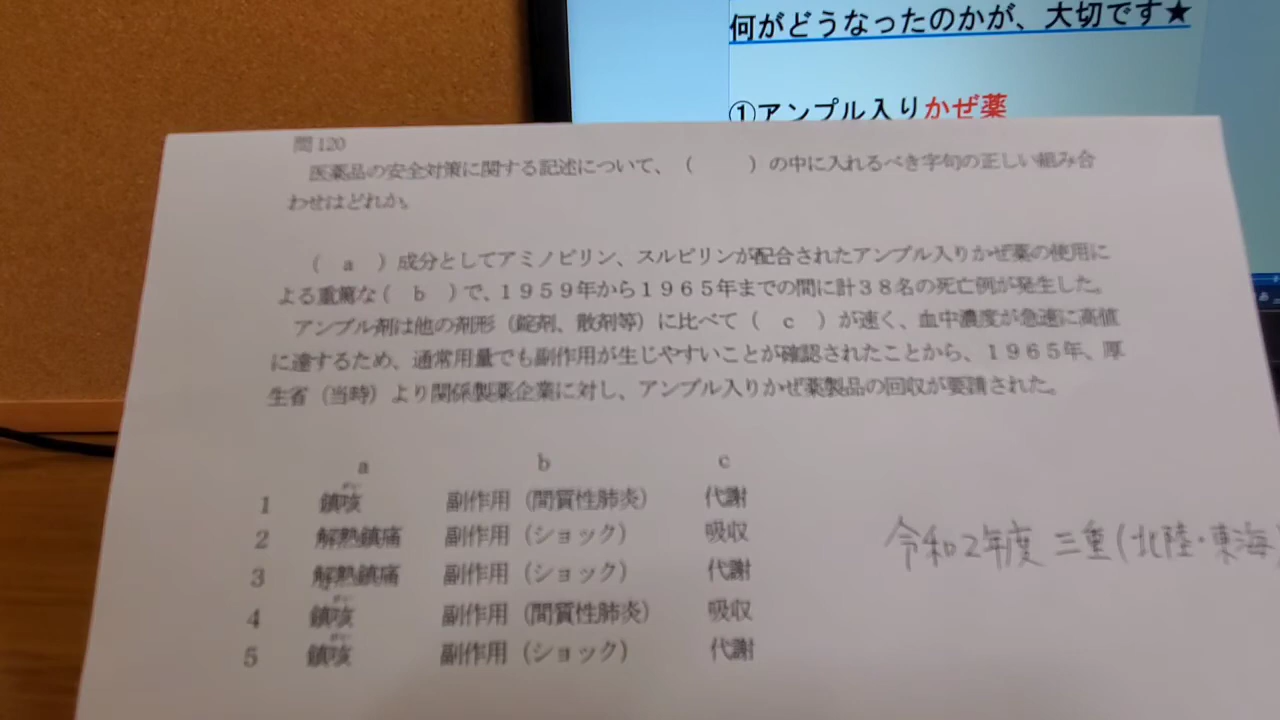 何がどうなったのかが、大切です★
①アンプル入りかぜ薬
問120
医薬品の安全対策に関する記述について、（　　）の中に入れるべき字句の正しい組み合
わせはどれか。
（　a　）成分としてアミノピリン、スルピリンが配合されたアンプル入りかぜ薬の使用に
よる重篤な（　b　）で、１９５９年から１９６５年までの間に計３８名の死亡例が発生した。
アンプル剤は他の剤形（錠剤、散剤等）に比べて（　c　）が速く、血中濃度が急速に高値
に達するため、通常用量でも副作用が生じやすいことが確認されたことから、１９６５年、厚
生省（当時）より関係製薬企業に対し、アンプル入りかぜ薬製品の回収が要請された。
a b c
1 鎮咳 副作用（間質性肺炎） 代謝
2 解熱鎮痛 副作用（ショック） 吸収
3 解熱鎮痛 副作用（ショック） 代謝
4 鎮咳 副作用（間質性肺炎） 吸収
5 鎮咳 副作用（ショック） 代謝
令和2年度 三重(北陸・東海)